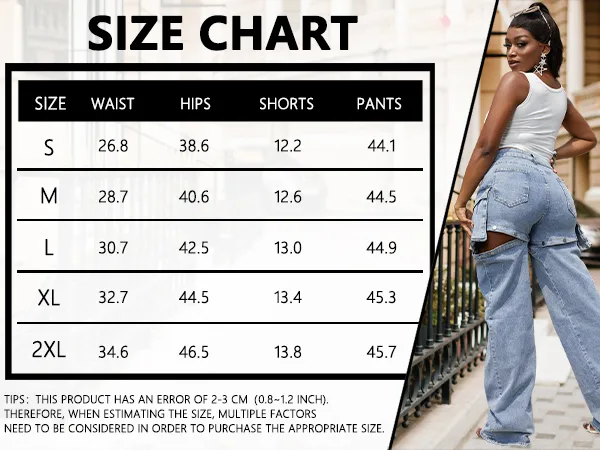 SIZE CHART
SIZE WAIST HIPS SHORTS PANTS
S 26.8 38.6 12.2 44.1
M 28.7 40.6 12.6 44.5
L 30.7 42.5 13.0 44.9
XL 32.7 44.5 13.4 45.3
2XL 34.6 46.5 13.8 45.7
TIPS: THIS PRODUCT HAS AN ERROR OF 2-3 CM (0.8~1.2 INCH).
THEREFORE, WHEN ESTIMATING THE SIZE, MULTIPLE FACTORS
NEED TO BE CONSIDERED IN ORDER TO PURCHASE THE APPROPRIATE SIZE.